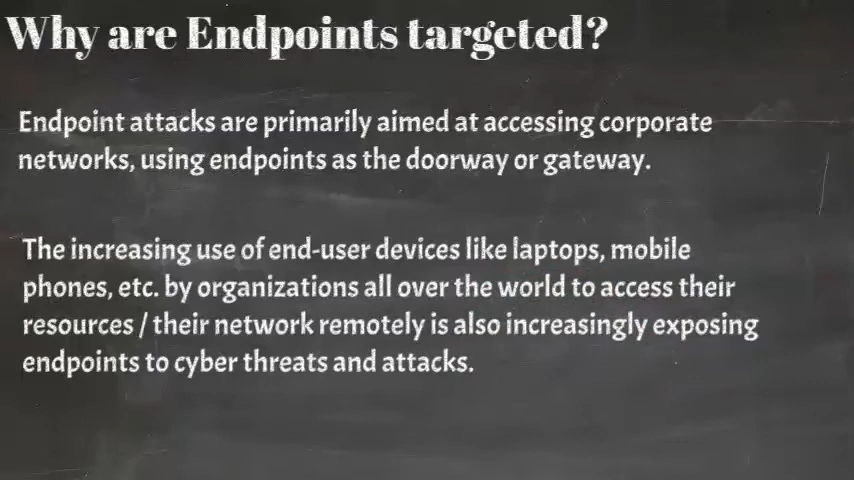 Why are Endpoints targeted?
Endpoint attacks are primarily aimed at accessing corporate
networks, using endpoints as the doorway or gateway.
The increasing use of end-user devices like laptops, mobile
phones, etc. by organizations all over the world to access their
resources / their network remotely is also increasingly exposing
endpoints to cyber threats and attacks.